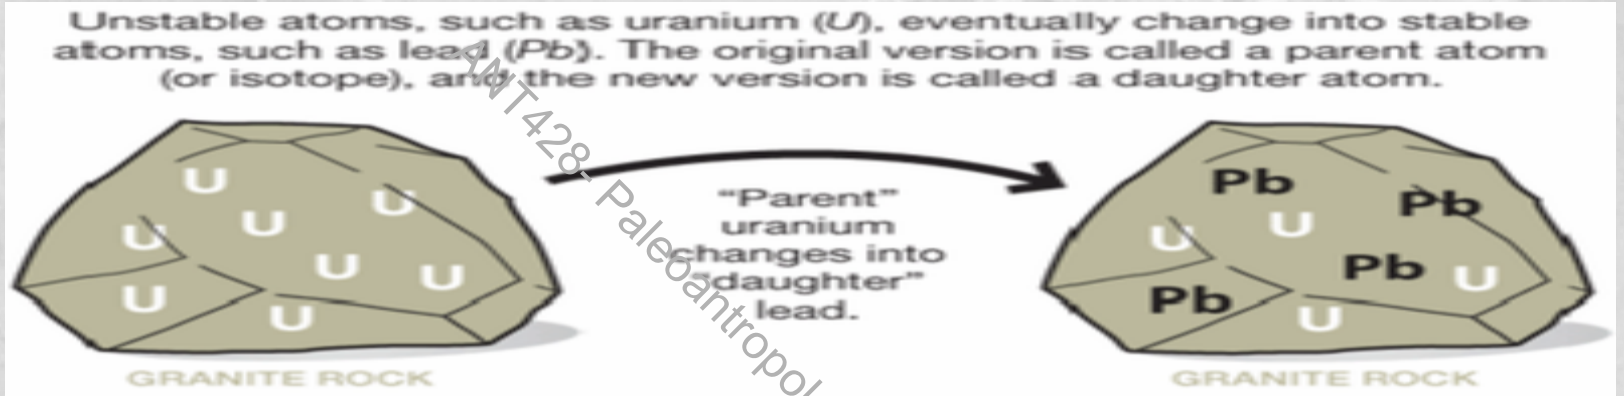 Unstable atoms, such as uranium (U), eventually change into stable
atoms, such as lead (Pb). The original version is called a parent atom
(or isotope), and the new version is called a daughter atom.
U
U
U
U
U
U
U
U
GRANITE ROCK
"Parent"
uranium
changes into
"daughter"
lead.
Pb
Pb
U
U
Pb
U
Pb
U
GRANITE ROCK
ANT428- Paleoantropol